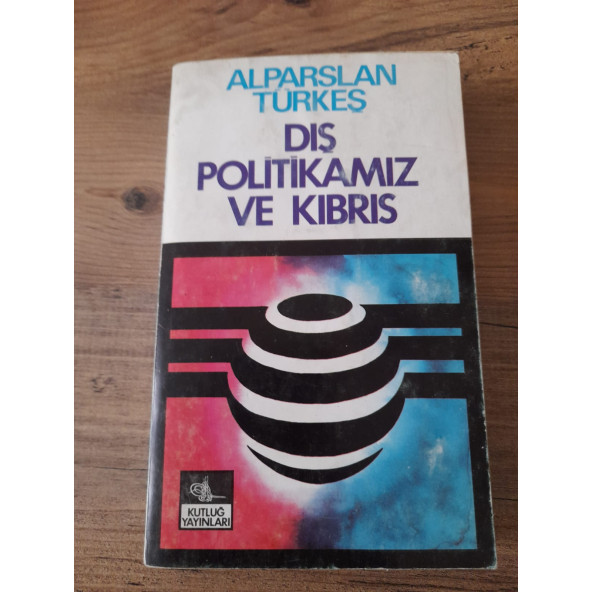 ALPARSLAN
TÜRKEŞ
DIŞ
POLİTİKAMIZ
VE KIBRIS
KUTLUĞ
YAYINLARI